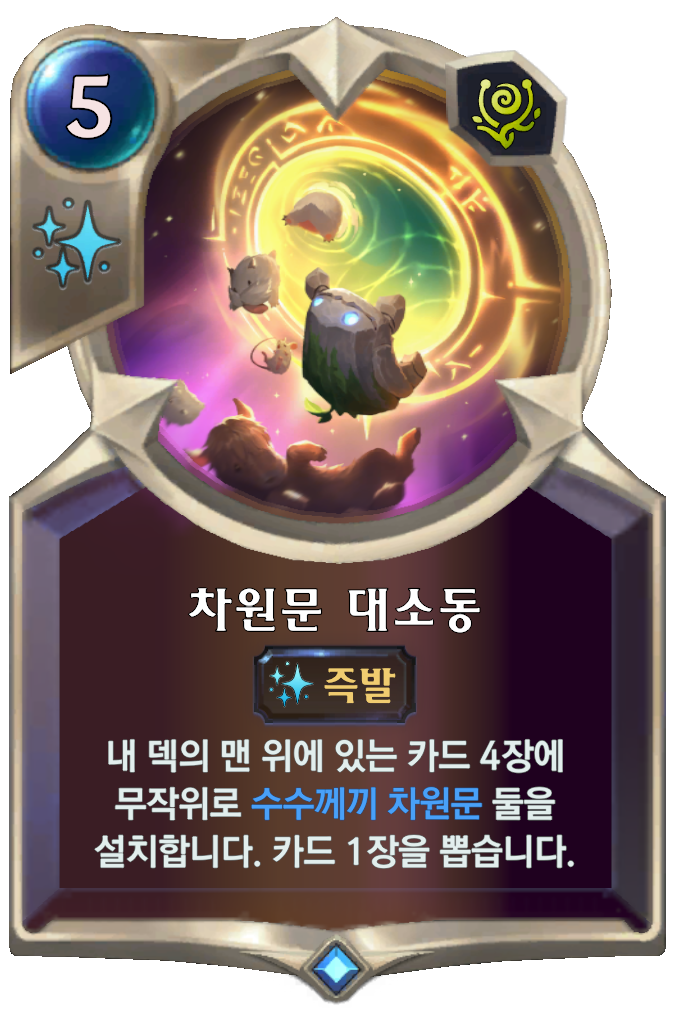 5
차원문 대소동
즉발
내 덱의 맨 위에 있는 카드 4장에
무작위로 수수께끼 차원문 둘을
설치합니다. 카드 1장을 뽑습니다.